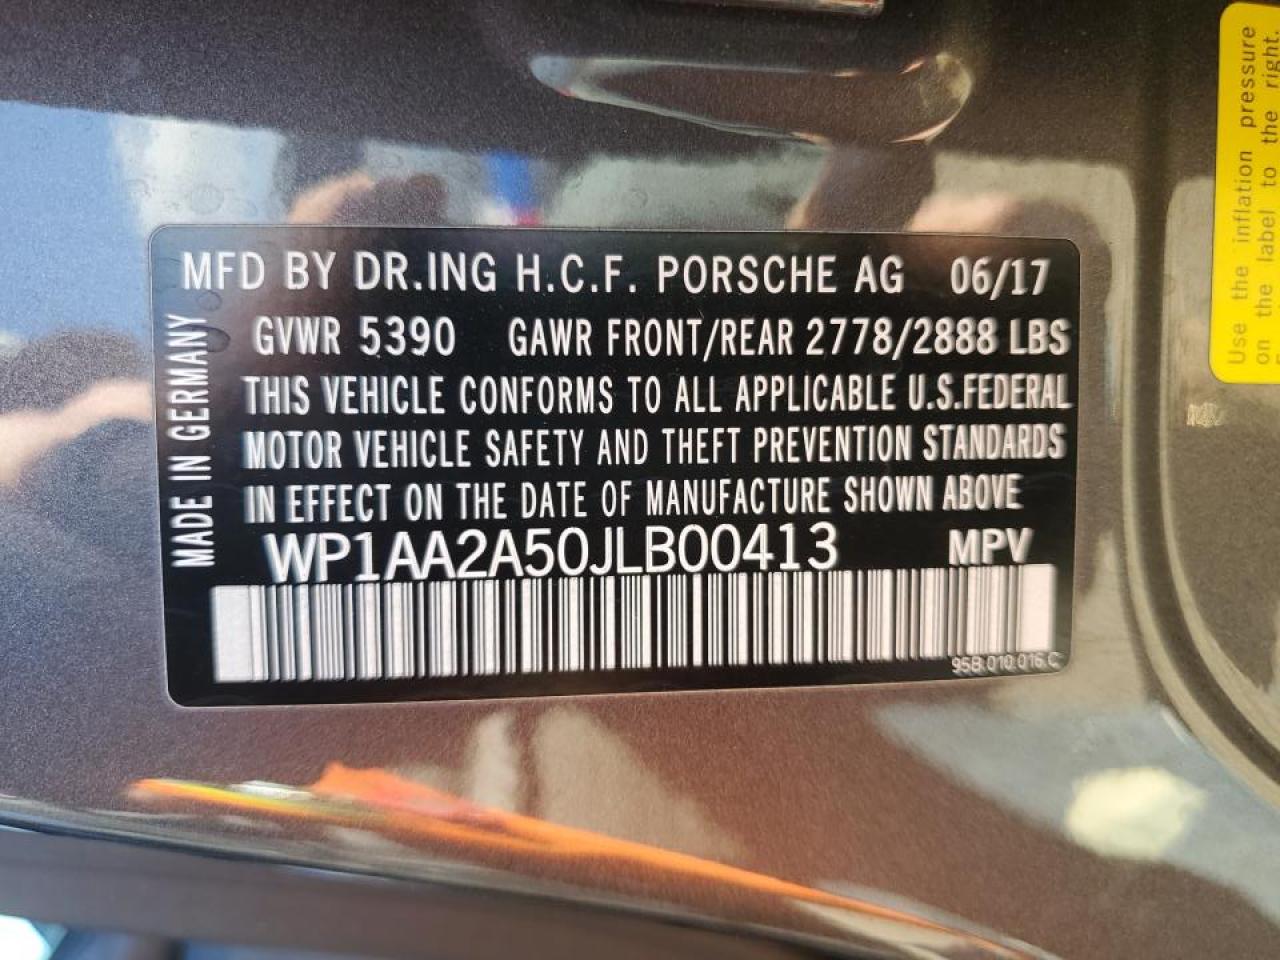 MFD BY DR.ING H.C.F. PORSCHE AG 06/17
GVWR 5390 GAWR FRONT/REAR 2778/2888 LBS
THIS VEHICLE CONFORMS TO ALL APPLICABLE U.S.FEDERAL
MOTOR VEHICLE SAFETY AND THEFT PREVENTION STANDARDS
IN EFFECT ON THE DATE OF MANUFACTURE SHOWN ABOVE
WP1AA2A50JLB00413 MPV
95B.010.016.C
MADE IN GERMANY
Use the inflation pressure
on the label to the right.